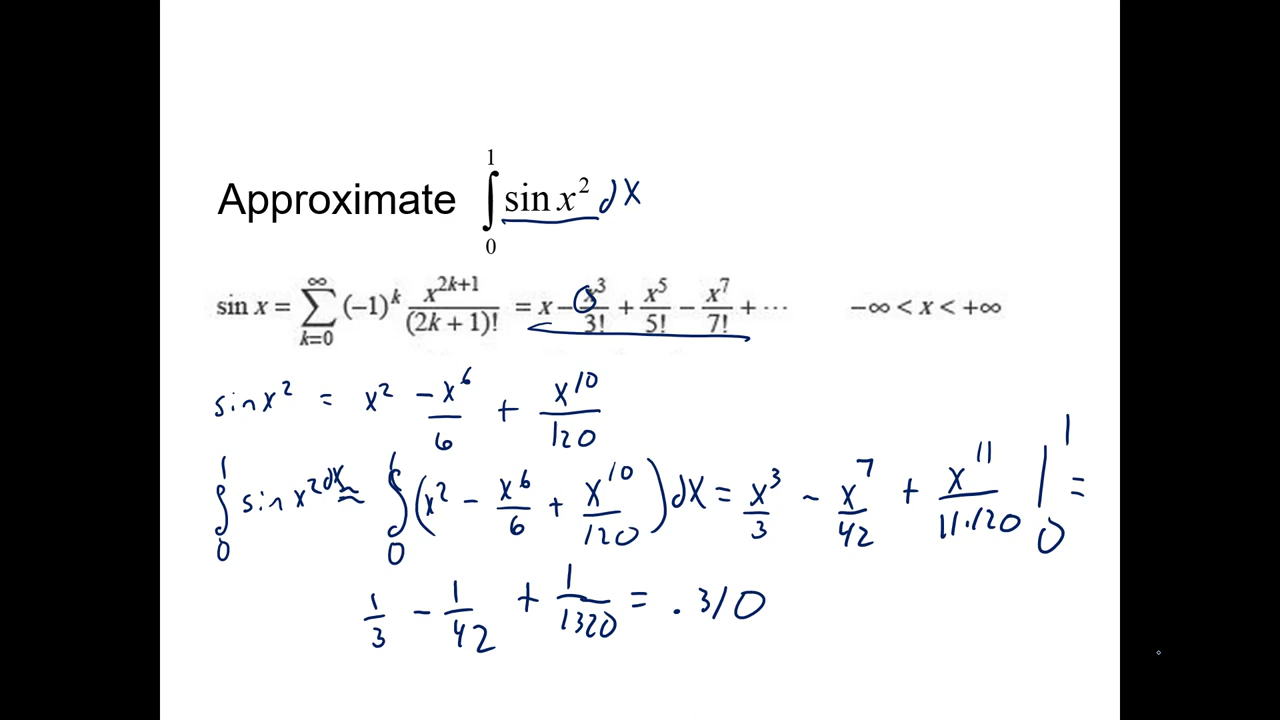 Approximate ∫₀¹ sin x² dx
sin x = ∑_{k=0}^{∞} (−1)^k x^{2k+1}/(2k + 1)! = x − x³/3! + x⁵/5! − x⁷/7! + ··· −∞ < x < +∞
sin x² = x² − x⁶/6 + x¹⁰/120
∫₀¹ sin x² dx ≈ ∫₀¹ (x² − x⁶/6 + x¹⁰/120) dx = x³/3 − x⁷/42 + x¹¹/11·120 |₀¹ =
1/3 − 1/42 + 1/1320 = .310